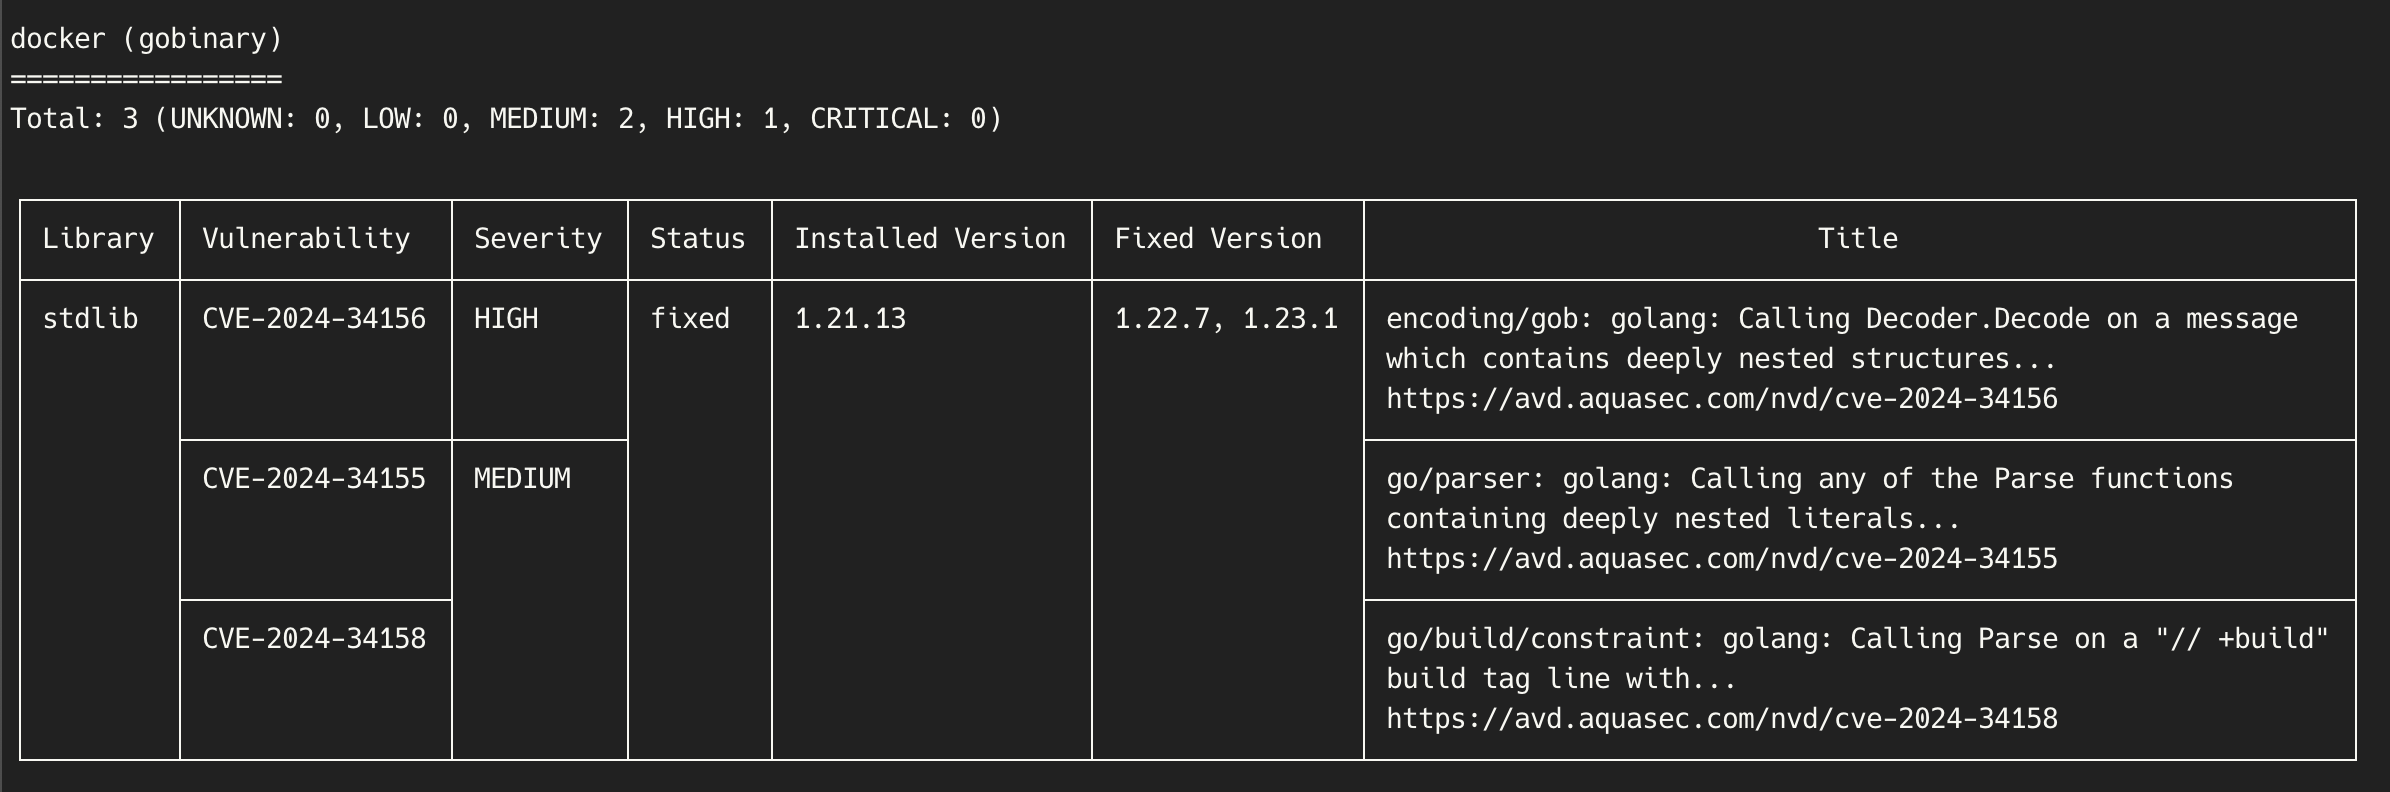 docker (gobinary)
=================
Total: 3 (UNKNOWN: 0, LOW: 0, MEDIUM: 2, HIGH: 1, CRITICAL: 0)
Library Vulnerability Severity Status Installed Version Fixed Version Title
stdlib CVE-2024-34156 HIGH fixed 1.21.13 1.22.7, 1.23.1 encoding/gob: golang: Calling Decoder.Decode on a message
which contains deeply nested structures...
https://avd.aquasec.com/nvd/cve-2024-34156
CVE-2024-34155 MEDIUM go/parser: golang: Calling any of the Parse functions
containing deeply nested literals...
https://avd.aquasec.com/nvd/cve-2024-34155
CVE-2024-34158 go/build/constraint: golang: Calling Parse on a "// +build"
build tag line with...
https://avd.aquasec.com/nvd/cve-2024-34158